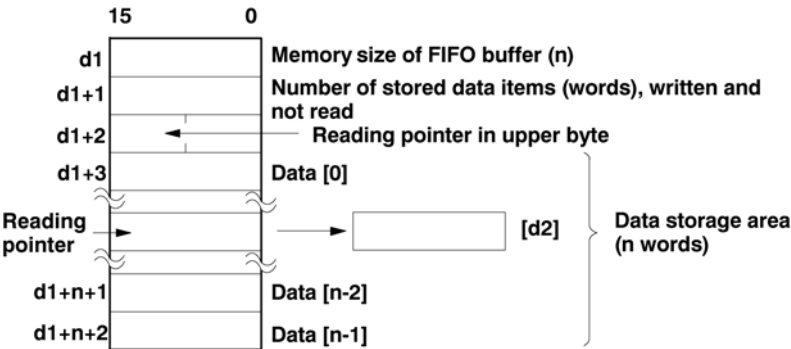 15 0
d1 Memory size of FIFO buffer (n)
d1+1 Number of stored data items (words), written and
not read
d1+2 Reading pointer in upper byte
d1+3 Data [0]
Reading
pointer
[d2]
Data storage area
(n words)
d1+n+1 Data [n-2]
d1+n+2 Data [n-1]